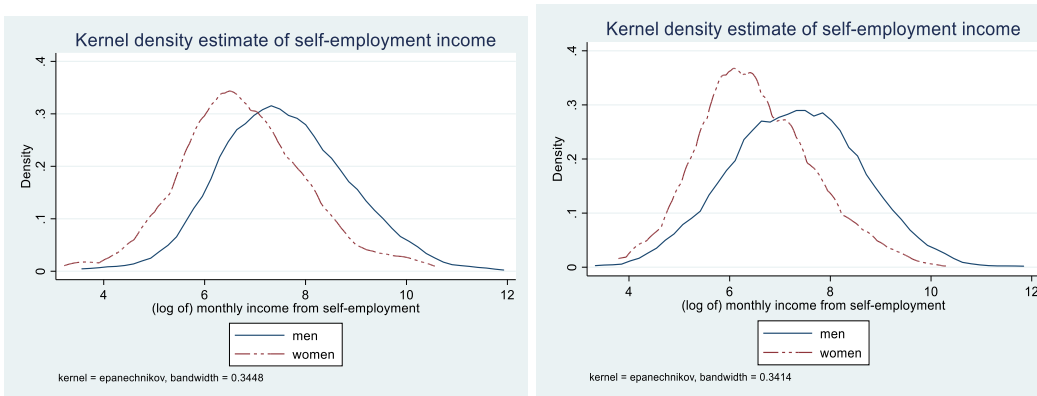 Kernel density estimate of self-employment income
.4
.3
.2
.1
0
Density
4 6 8 10 12
(log of) monthly income from self-employment
men
women
kernel = epanechnikov, bandwidth = 0.3448
Kernel density estimate of self-employment income
.4
.3
.2
.1
0
Density
4 6 8 10 12
(log of) monthly income from self-employment
men
women
kernel = epanechnikov, bandwidth = 0.3414